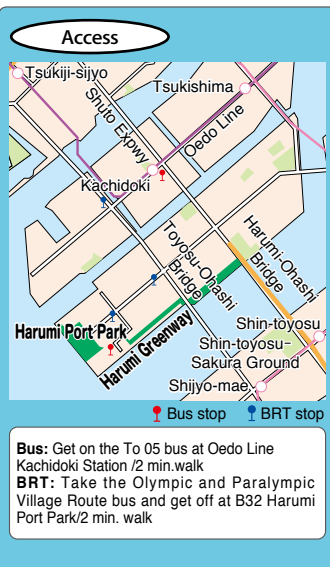 Access
Tsukiji-sijyo
Tsukishima
Shuto Expwy
Oedo Line
Kachidoki
Toyosu-Ohashi
Bridge
Harumi-Ohashi
Bridge
Harumi Port Park
Harumi Greenway
Shin-toyosu
Shin-toyosu-
Sakura Ground
Shijyo-mae
Bus stop
BRT stop
Bus: Get on the To 05 bus at Oedo Line
Kachidoki Station /2 min.walk
BRT: Take the Olympic and Paralympic
Village Route bus and get off at B32 Harumi
Port Park/2 min. walk